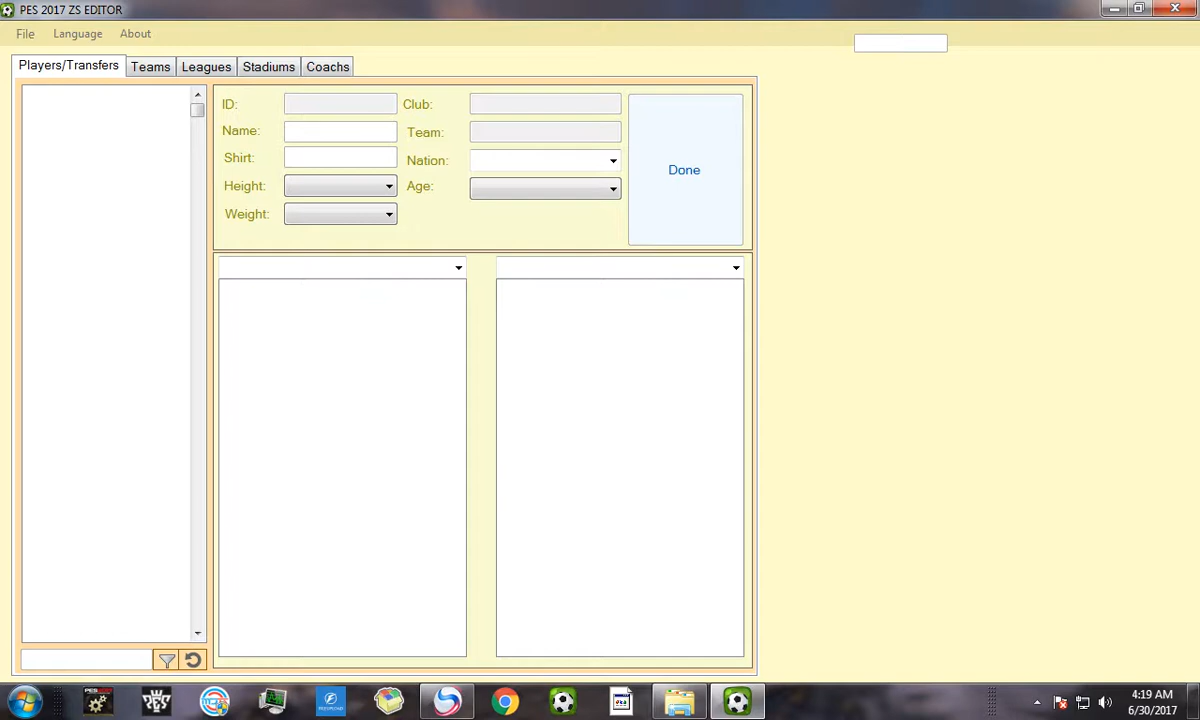 PES 2017 ZS EDITOR
File Language About
Players/Transfers Teams Leagues Stadiums Coachs
ID: Club:
Name: Team:
Shirt: Nation:
Height: Age:
Weight:
Done
4:19 AM
6/30/2017